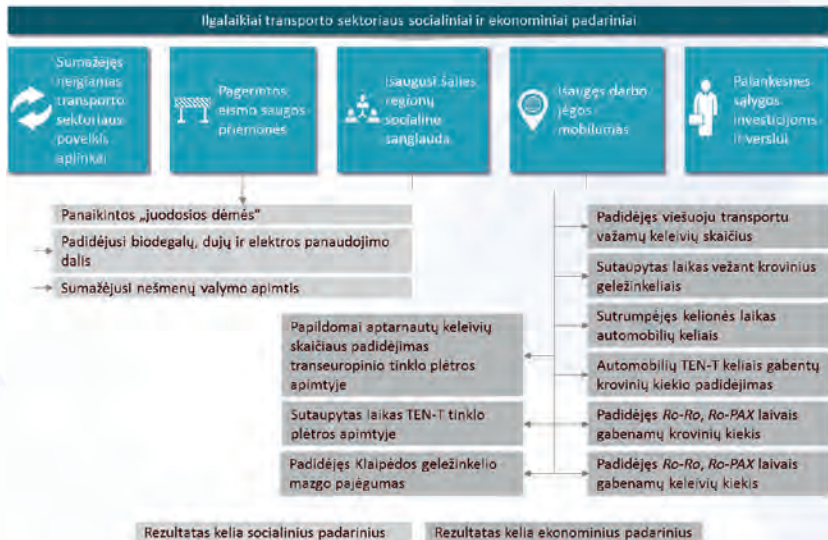 Ilgalaikiai transporto sektoriaus socialiniai ir ekonominiai padariniai
Sumažėjęs
neigiamas
transporto
sektoriaus
poveikis
aplinkai
Pagerintos
eismo saugos
priemonės
Išaugusi šalies
regionų
socialinė
sanglauda
Išaugęs darbo
jėgos
mobilumas
Palankesnės
sąlygos
investicijoms
ir verslui
Panaikintos „juodosios dėmės“
Padidėjusi biodegalų, dujų ir elektros panaudojimo
dalis
Sumažėjusi nešmenų valymo apimtis
Papildomai aptarnautų keleivių
skaičiaus padidėjimas
transeuropinio tinklo plėtros
apimtyje
Sutaupytas laikas TEN-T tinklo
plėtros apimtyje
Padidėjęs Klaipėdos geležinkelio
mazgo pajėgumas
Padidėjęs viešuoju transportu
važamų keleivių skaičius
Sutaupytas laikas vežant krovinius
geležinkeliais
Sutrumpėjęs kelionės laikas
automobilių keliais
Automobilių TEN-T keliais gabentų
krovinių kiekio padidėjimas
Padidėjęs Ro-Ro, Ro-PAX laivais
gabenamų krovinių kiekis
Padidėjęs Ro-Ro, Ro-PAX laivais
gabenamų keleivių kiekis
Rezultatas kelia socialinius padarinius
Rezultatas kelia ekonominius padarinius